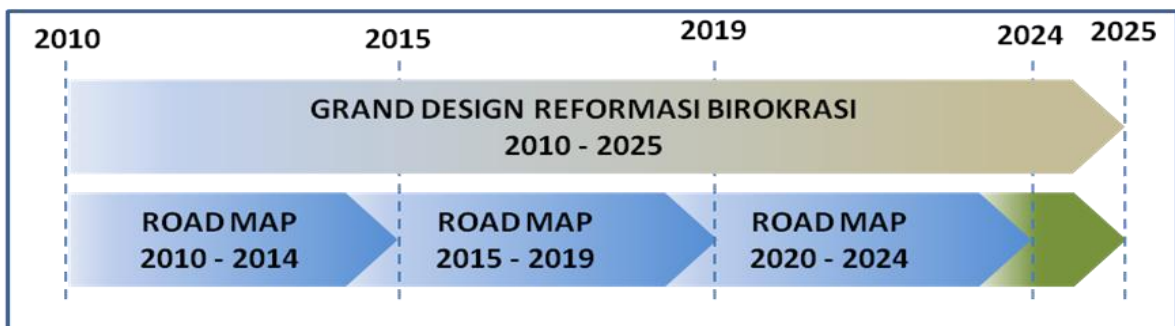 2010 2015 2019 2024 2025
GRAND DESIGN REFORMASI BIROKRASI
2010 - 2025
ROAD MAP
2010 - 2014
ROAD MAP
2015 - 2019
ROAD MAP
2020 - 2024